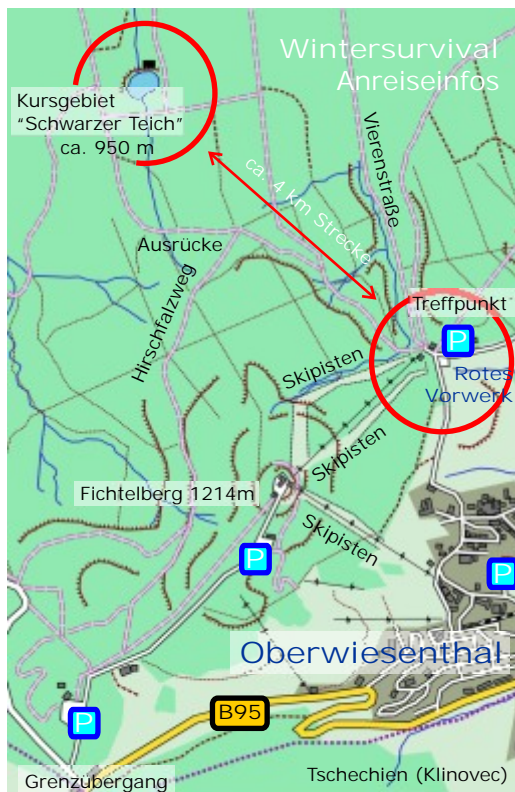 Wintersurvival
Anreiseinfos
Kursgebiet
"Schwarzer Teich"
ca. 950 m
Vierenstraße
ca. 4 km Strecke
Ausrücke
Hirschfalzweg
Treffpunkt
P
Rotes
Vorwerk
Skipisten
Skipisten
Fichtelberg 1214m
Skipisten
P
P
Oberwiesenthal
B95
P
Grenzübergang
Tschechien (Klinovec)